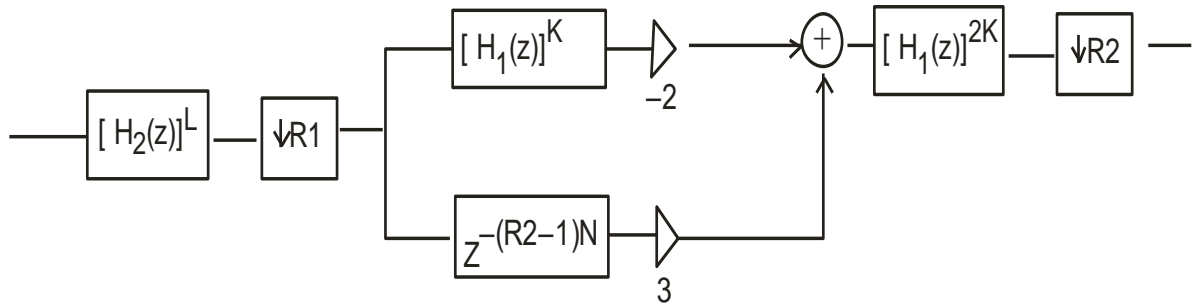 [H₂(z)]ᴸ
↓R1
[H₁(z)]ᴷ
–2
+
[H₁(z)]²ᴷ
↓R2
z^–(R2–1)N
3